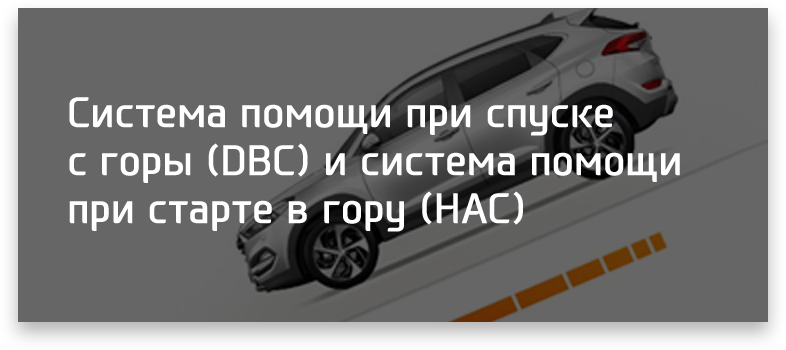 Система помощи при спуске
с горы (DBC) и система помощи
при старте в гору (HAC)